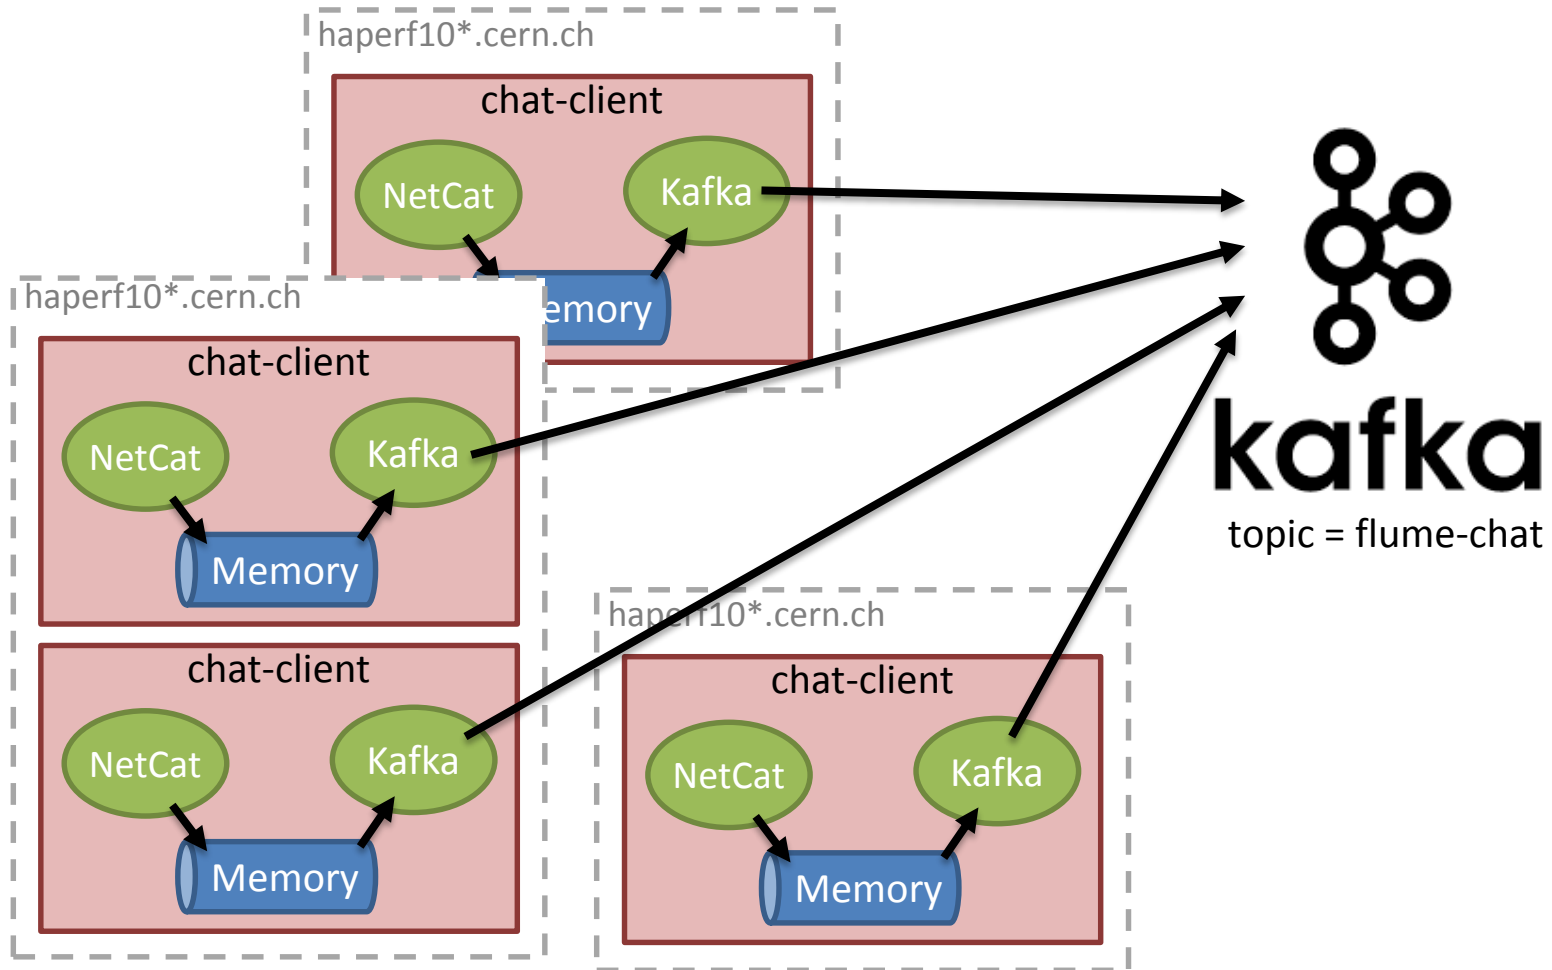 haperf10*.cern.ch
chat-client
NetCat
Kafka
emory
haperf10*.cern.ch
chat-client
NetCat
Kafka
Memory
chat-client
NetCat
Kafka
Memory
haperf10*.cern.ch
chat-client
NetCat
Kafka
Memory
kafka
topic = flume-chat